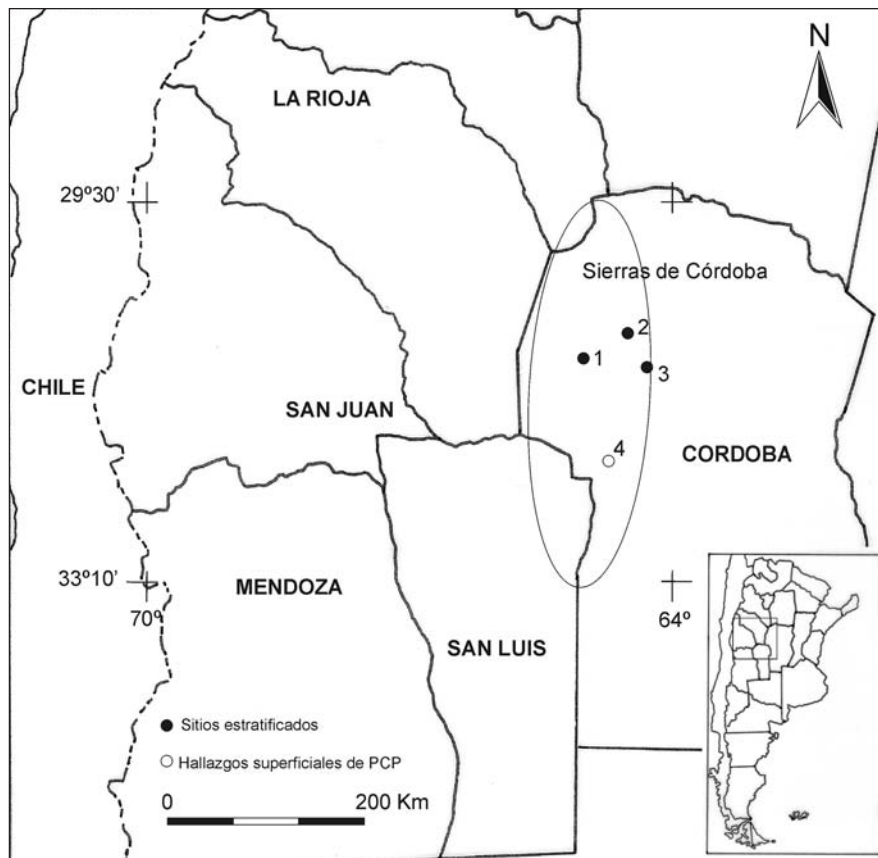 N
LA RIOJA
29º30'
Sierras de Córdoba
2
1
3
CHILE
SAN JUAN
4
CORDOBA
33º10'
70º
MENDOZA
64º
SAN LUIS
Sitios estratificados
Hallazgos superficiales de PCP
0 200 Km